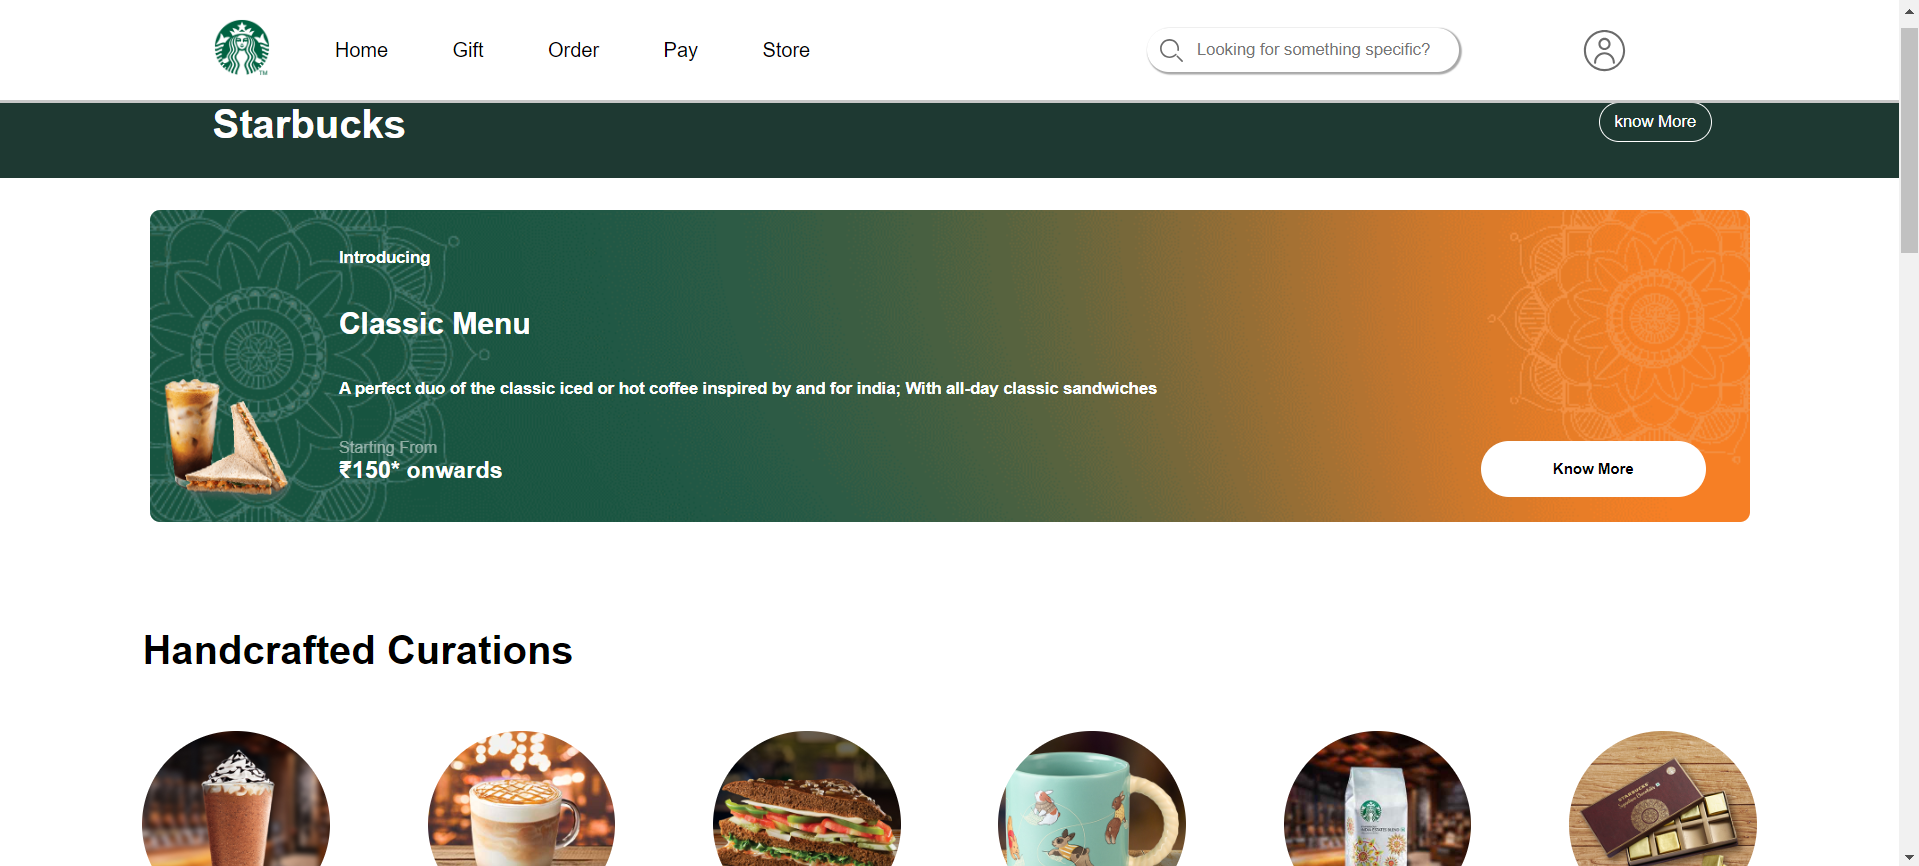 Home Gift Order Pay Store Looking for something specific?
TM
Starbucks know More
Introducing
Classic Menu
A perfect duo of the classic iced or hot coffee inspired by and for india; With all-day classic sandwiches
Starting From
₹150* onwards
Know More
Handcrafted Curations
STARBUCKS